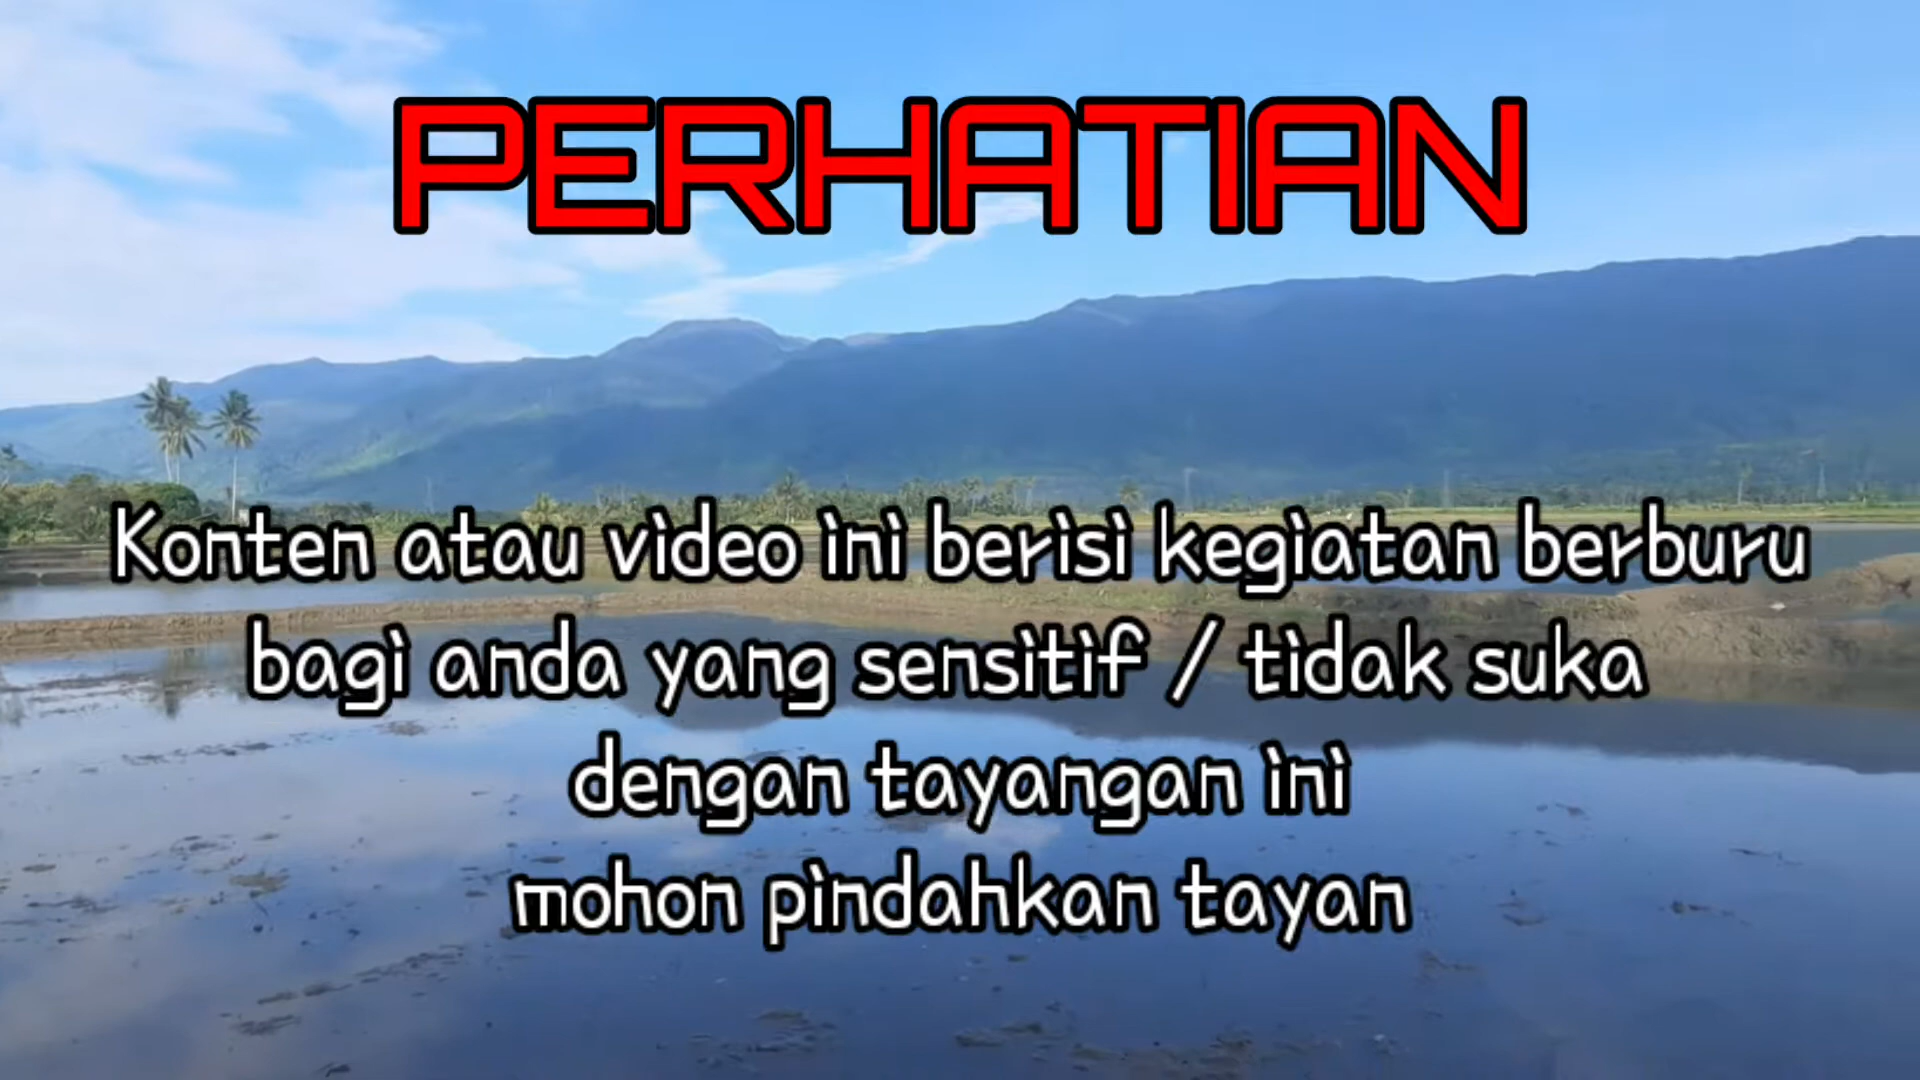 PERHATIAN
Konten atau video ini berisi kegiatan berburu
bagi anda yang sensitif / tidak suka
dengan tayangan ini
mohon pindahkan tayan